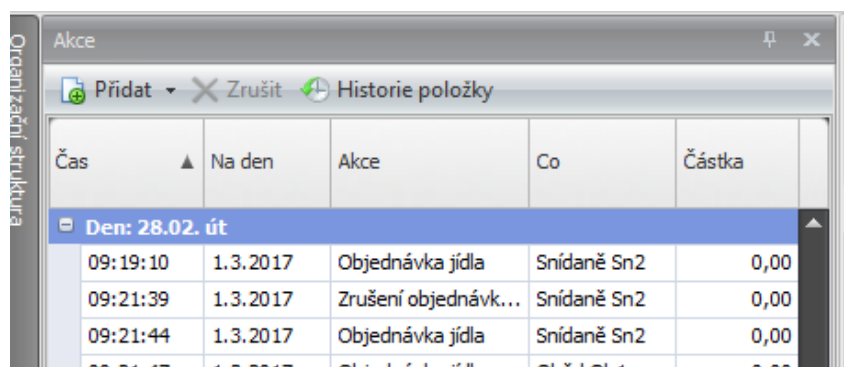 Organizační struktura
Akce
Přidat Zrušit Historie položky
Čas Na den Akce Co Částka
Den: 28.02. út
09:19:10 1.3.2017 Objednávka jídla Snídaně Sn2 0,00
09:21:39 1.3.2017 Zrušení objednávk... Snídaně Sn2 0,00
09:21:44 1.3.2017 Objednávka jídla Snídaně Sn2 0,00